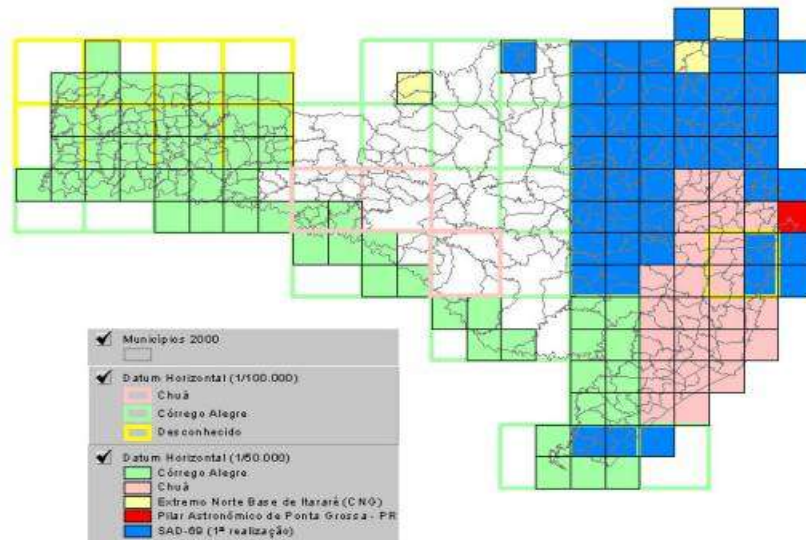 Municípios 2000
Datum Horizontal (1/100.000)
Chuá
Córrego Alegre
Desconhecido
Datum Horizontal (1/50.000)
Córrego Alegre
Chuá
Extremo Norte Base de Itararé (CNG)
Pilar Astronômico de Ponta Grossa - PR
SAD-69 (1ª realização)